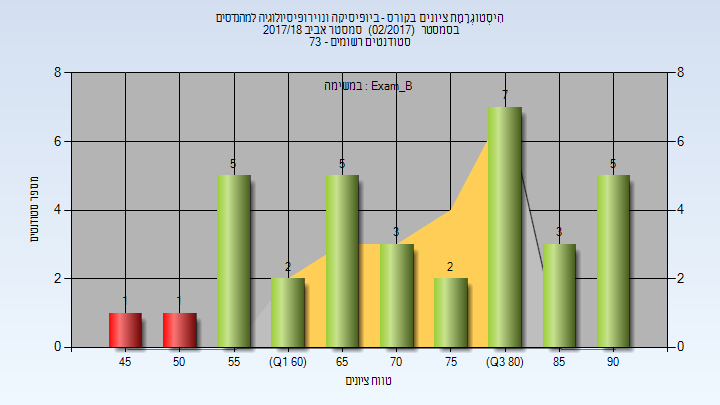 הִיסְטוֹגְרָמַת ציונים בקורס - ביופיסיקה ונוירופיסיולוגיה למהנדסים
בסמסטר (02/2017) סמסטר אביב 2017/18
סטודנטים רשומים - 73
במשימה : Exam_B
מספר סטודנטים
8 8
6 6
4 4
2 2
0 0
1 1 5 2 5 3 2 7 3 5
45 50 55 (Q1 60) 65 70 75 (Q3 80) 85 90
טווח ציונים